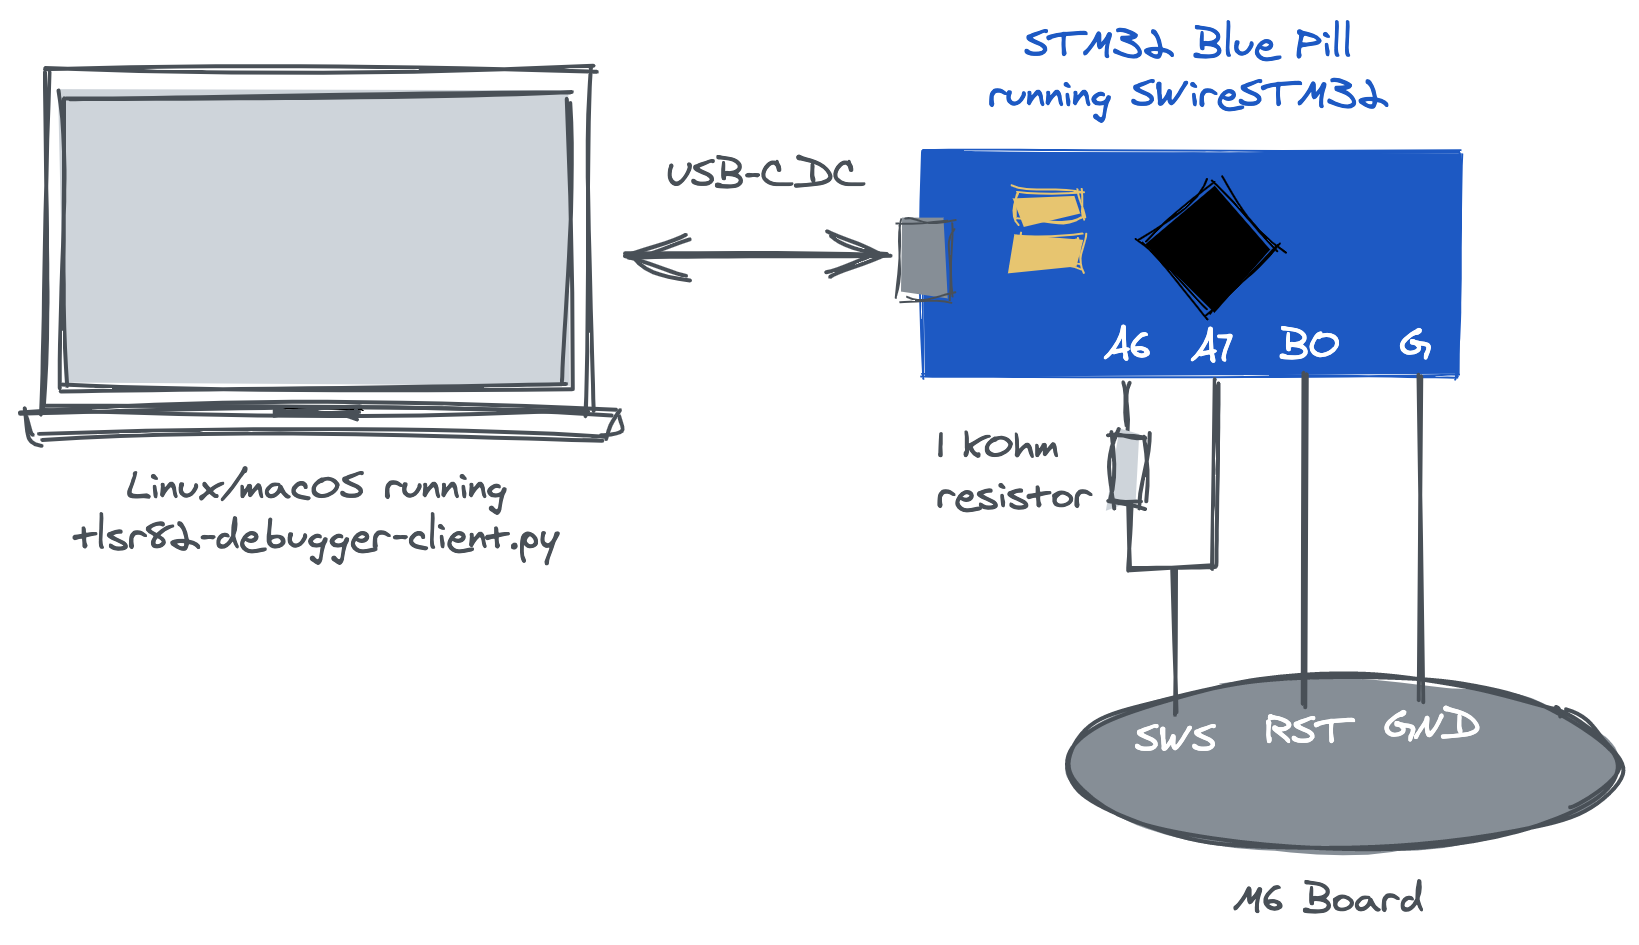 STM32 Blue Pill
running SWireSTM32
USB-CDC
A6 A7 B0 G
1 kOhm
resistor
Linux/macOS running
tlsr82-debugger-client.py
SWS RST GND
M6 Board